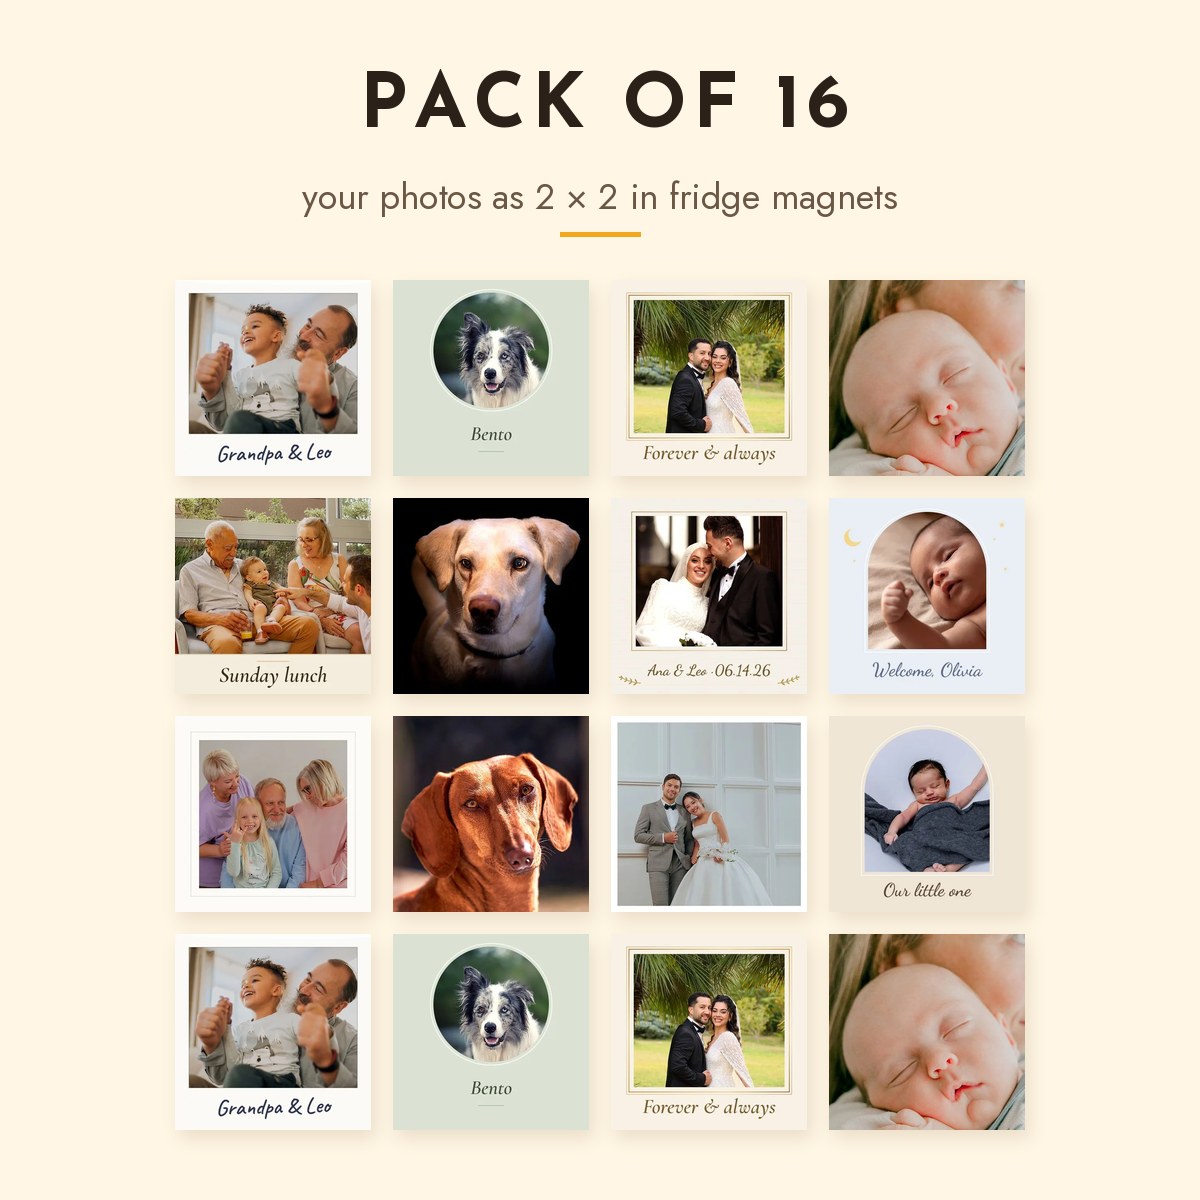 PACK OF 16
your photos as 2 × 2 in fridge magnets
Grandpa & Leo
Bento
Forever & always
Sunday lunch
Ana & Leo · 06.14.26
Welcome, Olivia
Our little one
Grandpa & Leo
Bento
Forever & always